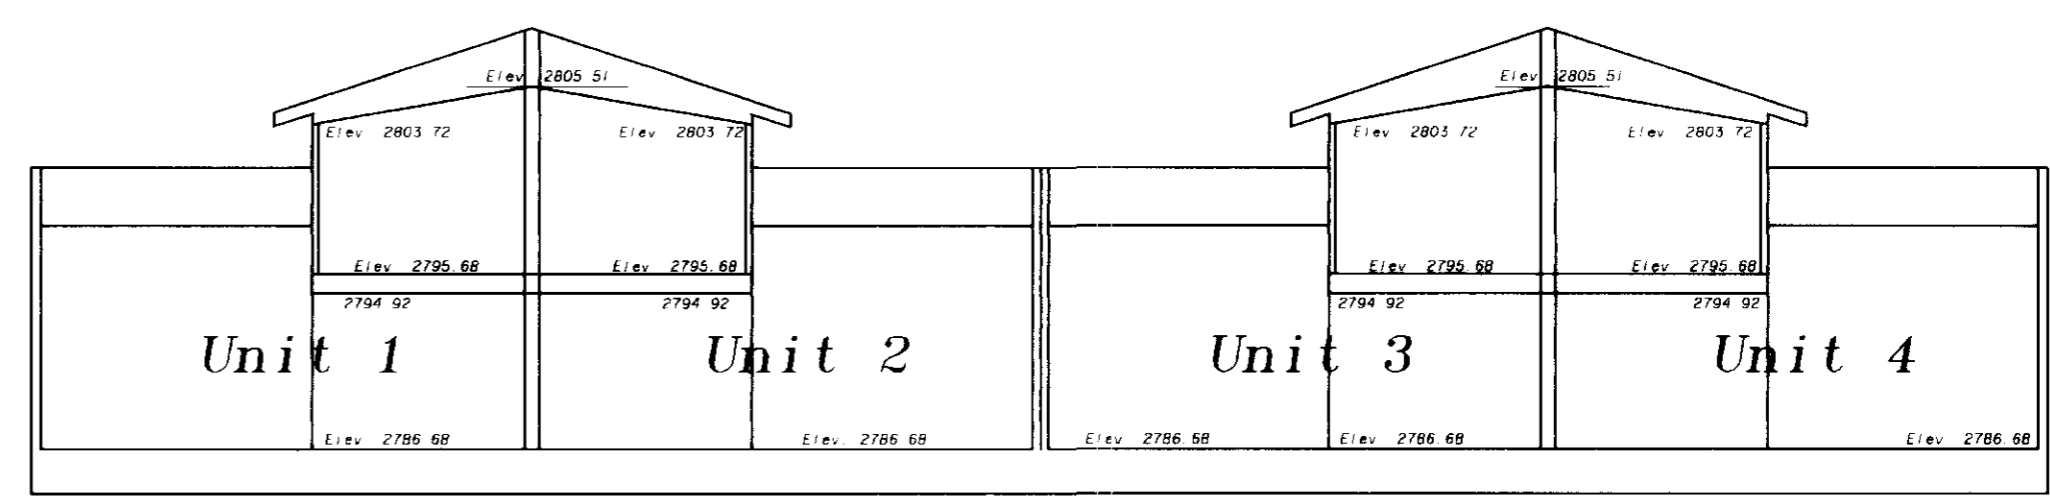 Elev 2805 51 Elev 2805 51
Elev 2803 72 Elev 2803 72 Elev 2803 72 Elev 2803 72
Elev 2795.68 Elev 2795.68 Elev 2795.68 Elev 2795.68
2794 92 2794 92 2794 92 2794 92
Unit 1 Unit 2 Unit 3 Unit 4
Elev 2786 68 Elev. 2786 68 Elev 2786.68 Elev 2786.68 Elev 2786.68